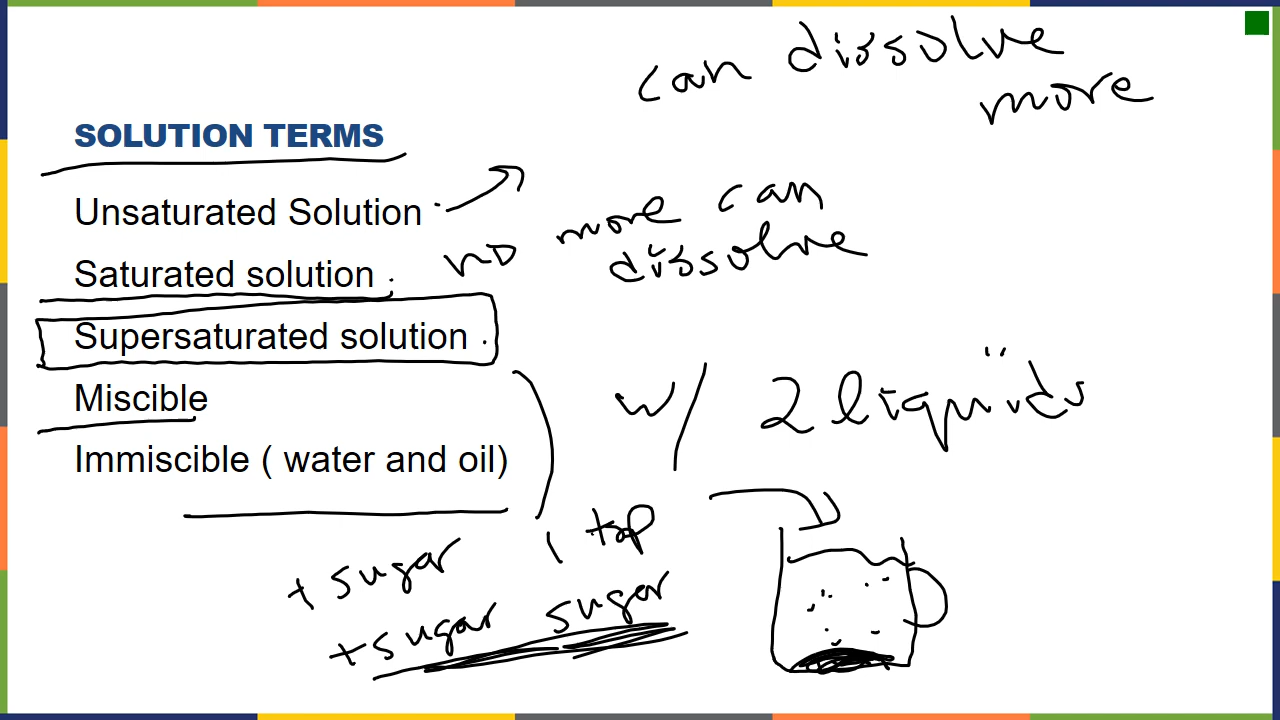 can dissolve
more
SOLUTION TERMS
Unsaturated Solution
no more can
dissolve
Saturated solution
Supersaturated solution
Miscible
w/ 2 liquids
Immiscible ( water and oil)
1 tsp
sugar
+ sugar
+ sugar